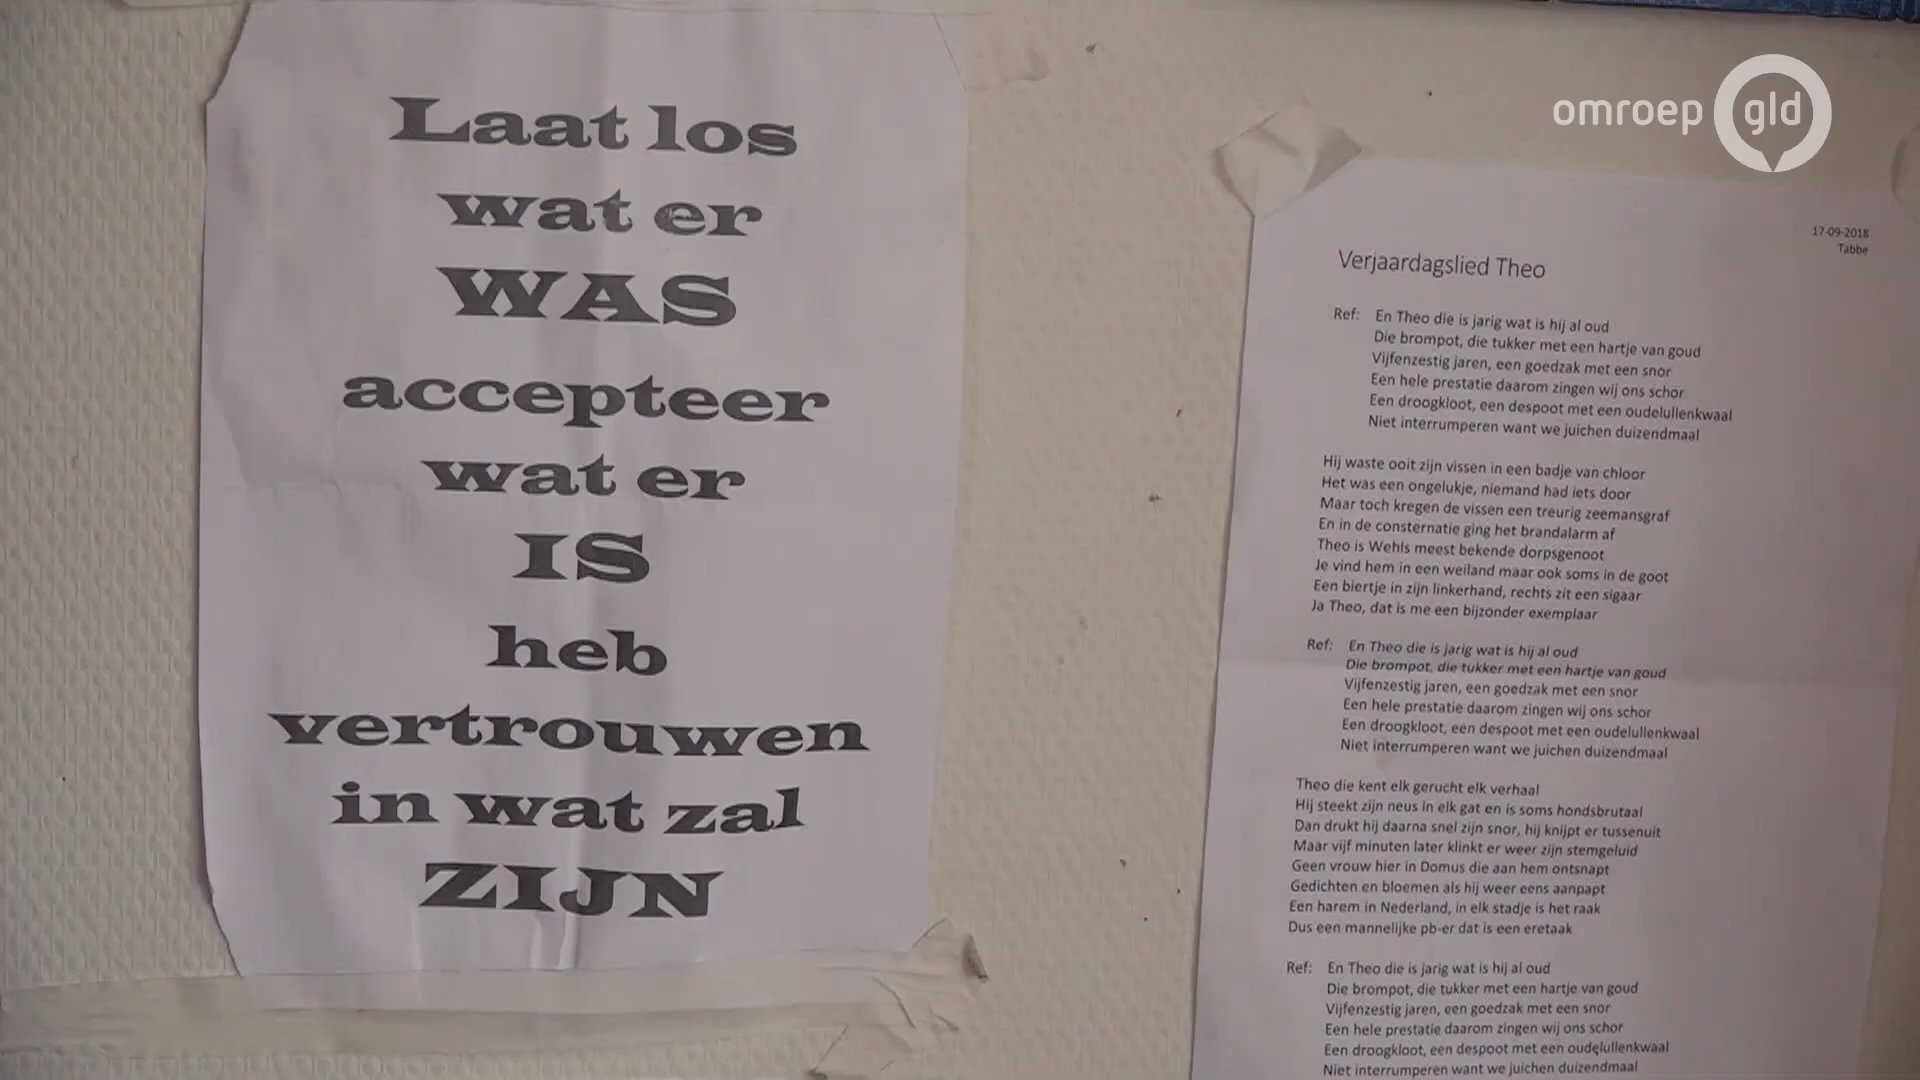 Laat los
wat er
WAS
accepteer
wat er
IS
heb
vertrouwen
in wat zal
ZIJN
omroep gld
17-09-2018
Tabbe
Verjaardagslied Theo
Ref: En Theo die is jarig wat is hij al oud
Die brompot, die tukker met een hartje van goud
Vijfenzestig jaren, een goedzak met een snor
Een hele prestatie daarom zingen wij ons schor
Een droogkloot, een despoot met een oudelullenkwaal
Niet interrumperen want we juichen duizendmaal
Hij waste ooit zijn vissen in een badje van chloor
Het was een ongelukje, niemand had iets door
Maar toch kregen de vissen een treurig zeemansgraf
En in de consternatie ging het brandalarm af
Theo is Wehls meest bekende dorpsgenoot
Je vind hem in een weiland maar ook soms in de goot
Een biertje in zijn linkerhand, rechts zit een sigaar
Ja Theo, dat is me een bijzonder exemplaar
Ref: En Theo die is jarig wat is hij al oud
Die brompot, die tukker met een hartje van goud
Vijfenzestig jaren, een goedzak met een snor
Een hele prestatie daarom zingen wij ons schor
Een droogkloot, een despoot met een oudelullenkwaal
Niet interrumperen want we juichen duizendmaal
Theo die kent elk gerucht elk verhaal
Hij steekt zijn neus in elk gat en is soms hondsbrutaal
Dan drukt hij daarna snel zijn snor, hij knijpt er tussenuit
Maar vijf minuten later klinkt er weer zijn stemgeluid
Geen vrouw hier in Domus die aan hem ontsnapt
Gedichten en bloemen als hij weer eens aanpapt
Een harem in Nederland, in elk stadje is het raak
Dus een mannelijke pb-er dat is een eretaak
Ref: En Theo die is jarig wat is hij al oud
Die brompot, die tukker met een hartje van goud
Vijfenzestig jaren, een goedzak met een snor
Een hele prestatie daarom zingen wij ons schor
Een droogkloot, een despoot met een oudelullenkwaal
Niet interrumperen want we juichen duizendmaal